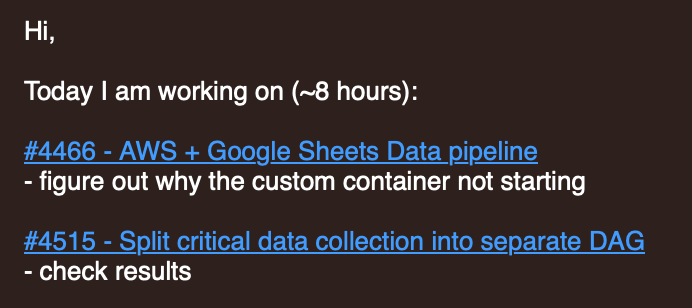 Hi,
Today I am working on (~8 hours):
#4466 - AWS + Google Sheets Data pipeline
- figure out why the custom container not starting
#4515 - Split critical data collection into separate DAG
- check results